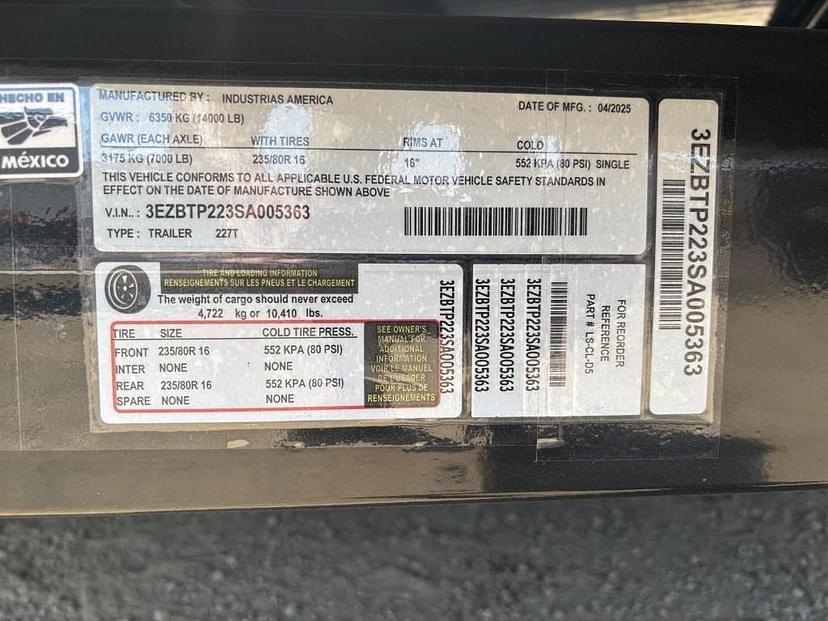 HECHO EN
MÉXICO
MANUFACTURED BY : INDUSTRIAS AMERICA
DATE OF MFG. : 04/2025
GVWR : 6350 KG (14000 LB)
GAWR (EACH AXLE) WITH TIRES RIMS AT COLD
3175 KG (7000 LB) 235/80R 16 16" 552 KPA (80 PSI) SINGLE
THIS VEHICLE CONFORMS TO ALL APPLICABLE U.S. FEDERAL MOTOR VEHICLE SAFETY STANDARDS IN
EFFECT ON THE DATE OF MANUFACTURE SHOWN ABOVE
V.I.N.. : 3EZBTP223SA005363
TYPE : TRAILER 227T
TIRE AND LOADING INFORMATION
RENSEIGNEMENTS SUR LES PNEUS ET LE CHARGEMENT
The weight of cargo should never exceed
4,722 kg or 10,410 lbs.
TIRE SIZE COLD TIRE PRESS.
FRONT 235/80R 16 552 KPA (80 PSI)
INTER NONE NONE
REAR 235/80R 16 552 KPA (80 PSI)
SPARE NONE NONE
SEE OWNER'S
MANUAL FOR
ADDITIONAL
INFORMATION
VOIR LE MANUEL
DE L'USAGER
POUR PLUS DE
RENSEIGNEMENTS
3EZBTP223SA005363
3EZBTP223SA005363
3EZBTP223SA005363
3EZBTP223SA005363
FOR REORDER
REFERENCE
PART # LS-CL-D5
3EZBTP223SA005363